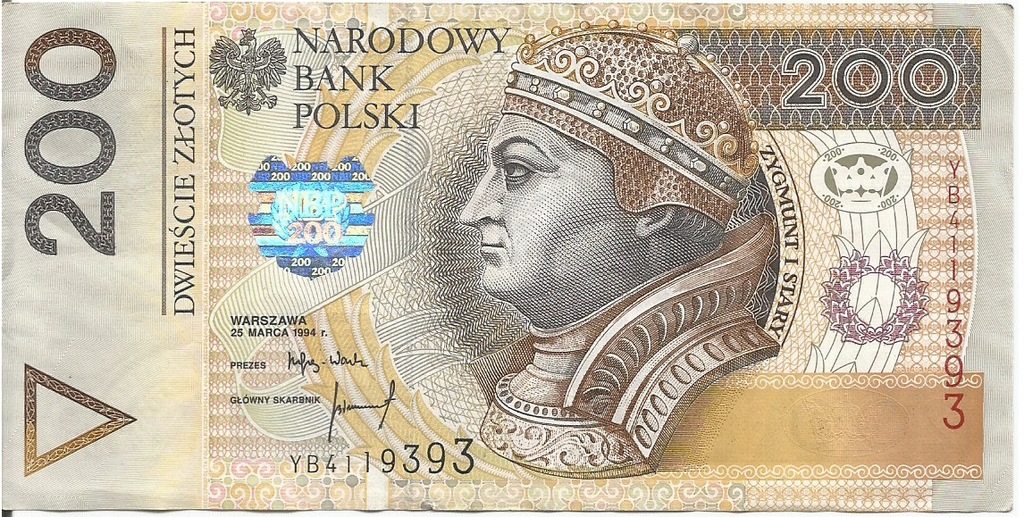 200
DWIEŚCIE ZŁOTYCH
NARODOWY
BANK
POLSKI
200
ZYGMUNT I STARY
NBP
200
200
200
WARSZAWA
25 MARCA 1994 r.
PREZES
GŁÓWNY SKARBNIK
YB4119393
YB4119393